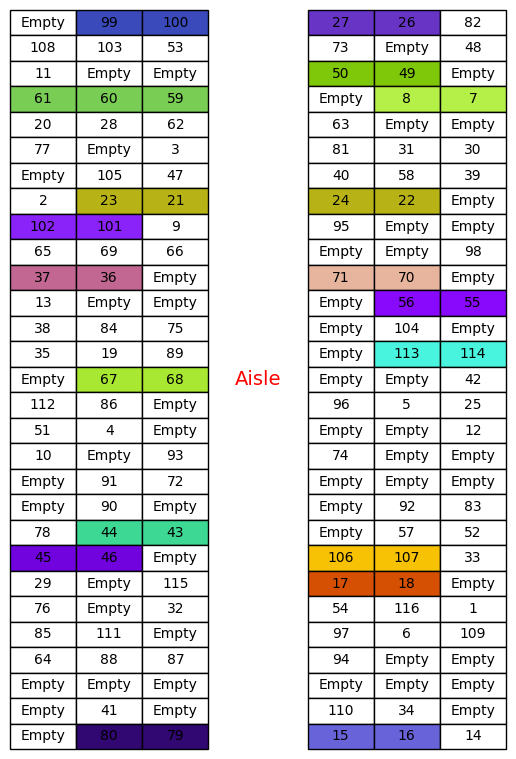 Empty 99 100 27 26 82
108 103 53 73 Empty 48
11 Empty Empty 50 49 Empty
61 60 59 Empty 8 7
20 28 62 63 Empty Empty
77 Empty 3 81 31 30
Empty 105 47 40 58 39
2 23 21 24 22 Empty
102 101 9 95 Empty Empty
65 69 66 Empty Empty 98
37 36 Empty 71 70 Empty
13 Empty Empty Empty 56 55
38 84 75 Empty 104 Empty
35 19 89 Empty 113 114
Empty 67 68 Aisle Empty Empty 42
112 86 Empty 96 5 25
51 4 Empty Empty Empty 12
10 Empty 93 74 Empty Empty
Empty 91 72 Empty Empty Empty
Empty 90 Empty Empty 92 83
78 44 43 Empty 57 52
45 46 Empty 106 107 33
29 Empty 115 17 18 Empty
76 Empty 32 54 116 1
85 111 Empty 97 6 109
64 88 87 94 Empty Empty
Empty Empty Empty Empty Empty Empty
Empty 41 Empty 110 34 Empty
Empty 80 79 15 16 14